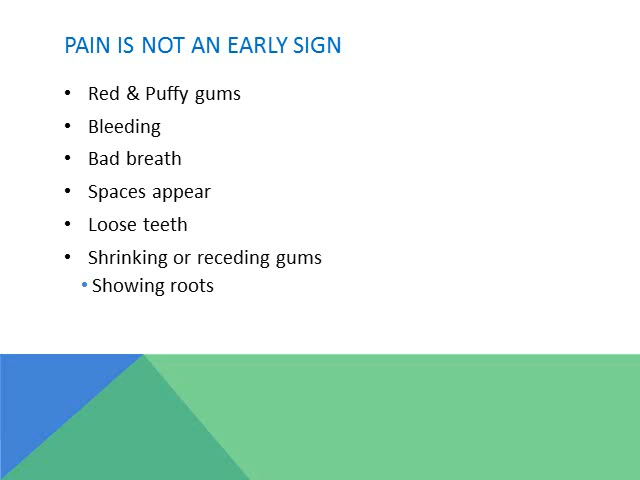 PAIN IS NOT AN EARLY SIGN
• Red & Puffy gums
• Bleeding
• Bad breath
• Spaces appear
• Loose teeth
• Shrinking or receding gums
• Showing roots